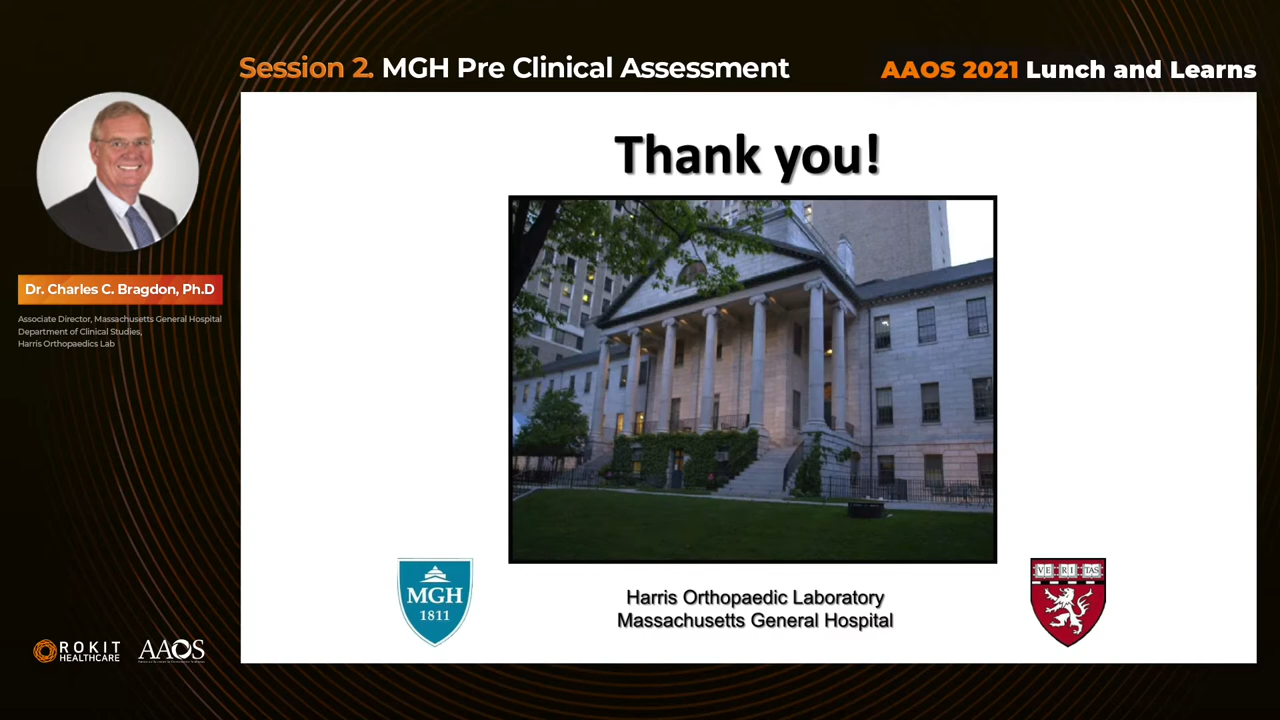 Session 2. MGH Pre Clinical Assessment
AAOS 2021 Lunch and Learns
Dr. Charles C. Bragdon, Ph.D
Associate Director, Massachusetts General Hospital
Department of Clinical Studies,
Harris Orthopaedics Lab
Thank you!
MGH
1811
VE RI TAS
Harris Orthopaedic Laboratory
Massachusetts General Hospital
ROKIT
HEALTHCARE
AAOS